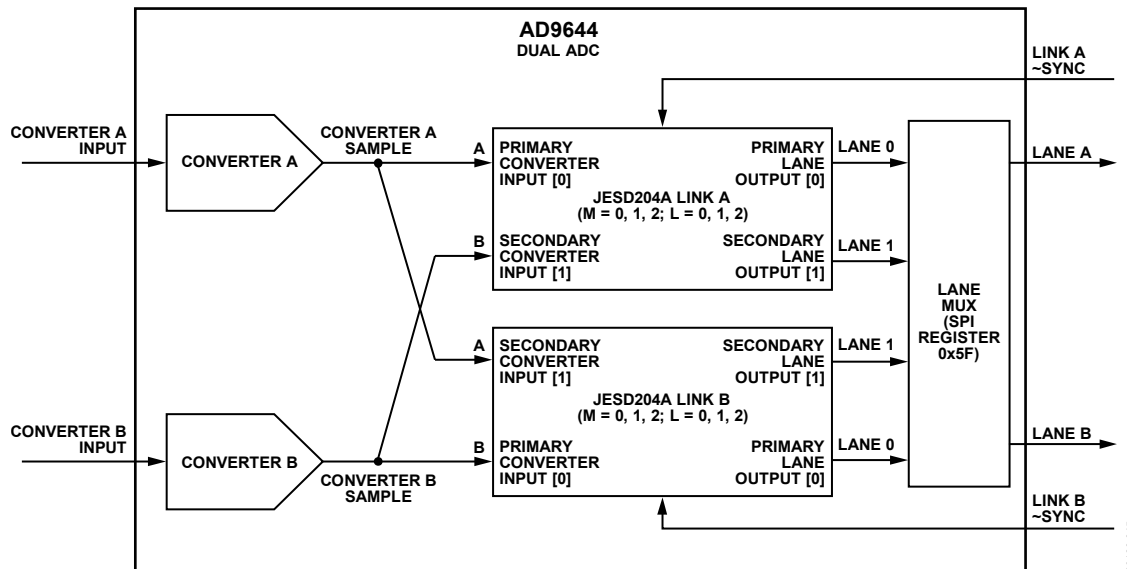 AD9644
DUAL ADC
LINK A
~SYNC
CONVERTER A
INPUT
CONVERTER A
CONVERTER A
SAMPLE
A
PRIMARY
CONVERTER
INPUT [0]
PRIMARY
LANE
OUTPUT [0]
LANE 0
LANE A
JESD204A LINK A
(M = 0, 1, 2; L = 0, 1, 2)
B
SECONDARY
CONVERTER
INPUT [1]
SECONDARY
LANE
OUTPUT [1]
LANE 1
LANE
MUX
(SPI
REGISTER
0x5F)
A
SECONDARY
CONVERTER
INPUT [1]
SECONDARY
LANE
OUTPUT [1]
LANE 1
JESD204A LINK B
(M = 0, 1, 2; L = 0, 1, 2)
CONVERTER B
INPUT
CONVERTER B
CONVERTER B
SAMPLE
B
PRIMARY
CONVERTER
INPUT [0]
PRIMARY
LANE
OUTPUT [0]
LANE 0
LANE B
LINK B
~SYNC